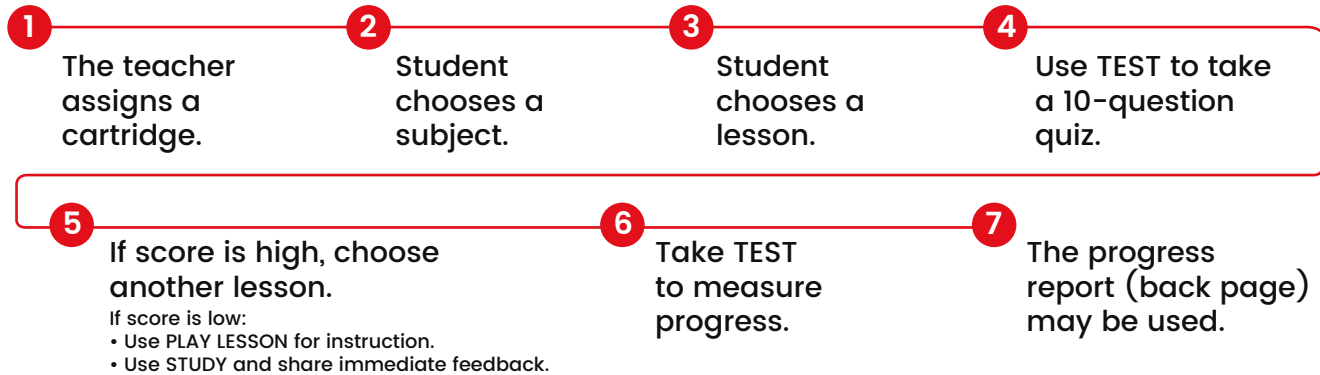 1
The teacher
assigns a
cartridge.
2
Student
chooses a
subject.
3
Student
chooses a
lesson.
4
Use TEST to take
a 10-question
quiz.
5
If score is high, choose
another lesson.
If score is low:
• Use PLAY LESSON for instruction.
• Use STUDY and share immediate feedback.
6
Take TEST
to measure
progress.
7
The progress
report (back page)
may be used.